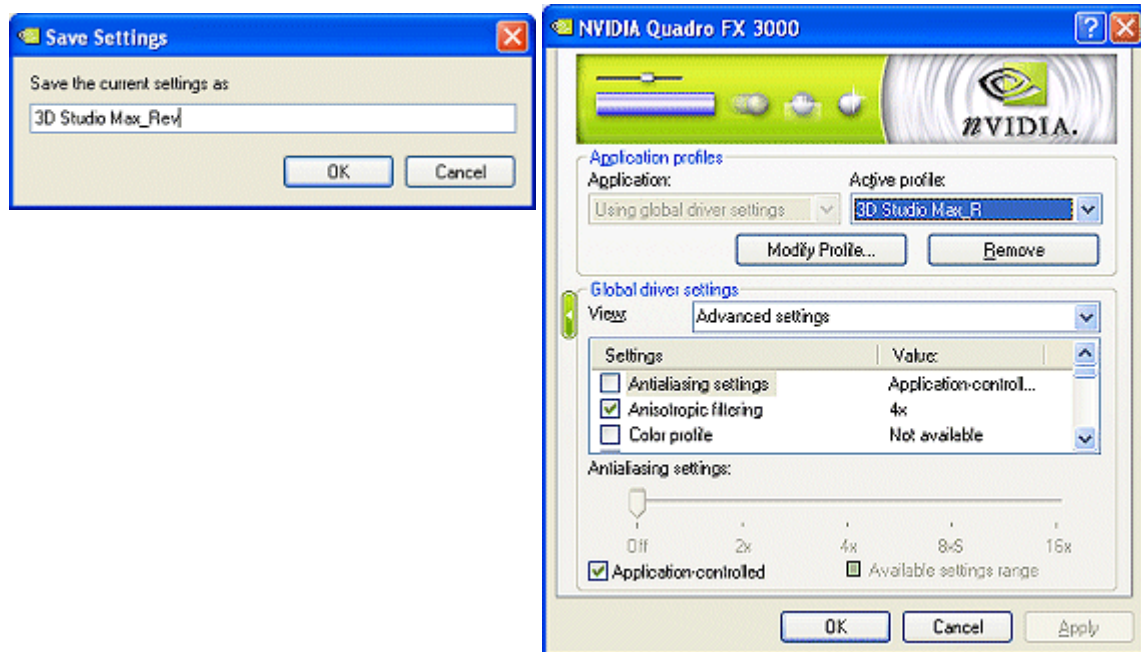 Save Settings
Save the current settings as
3D Studio Max_Rev
OK Cancel
NVIDIA Quadro FX 3000
nVIDIA.
Application profiles
Application: Active profile:
Using global driver settings 3D Studio Max_R
Modify Profile... Remove
Global driver settings
View: Advanced settings
Settings Value:
Antialiasing settings Application-controll...
Anisotropic filtering 4x
Color profile Not available
Antialiasing settings:
Off 2x 4x 8xS 16x
Application-controlled Available settings range
OK Cancel Apply